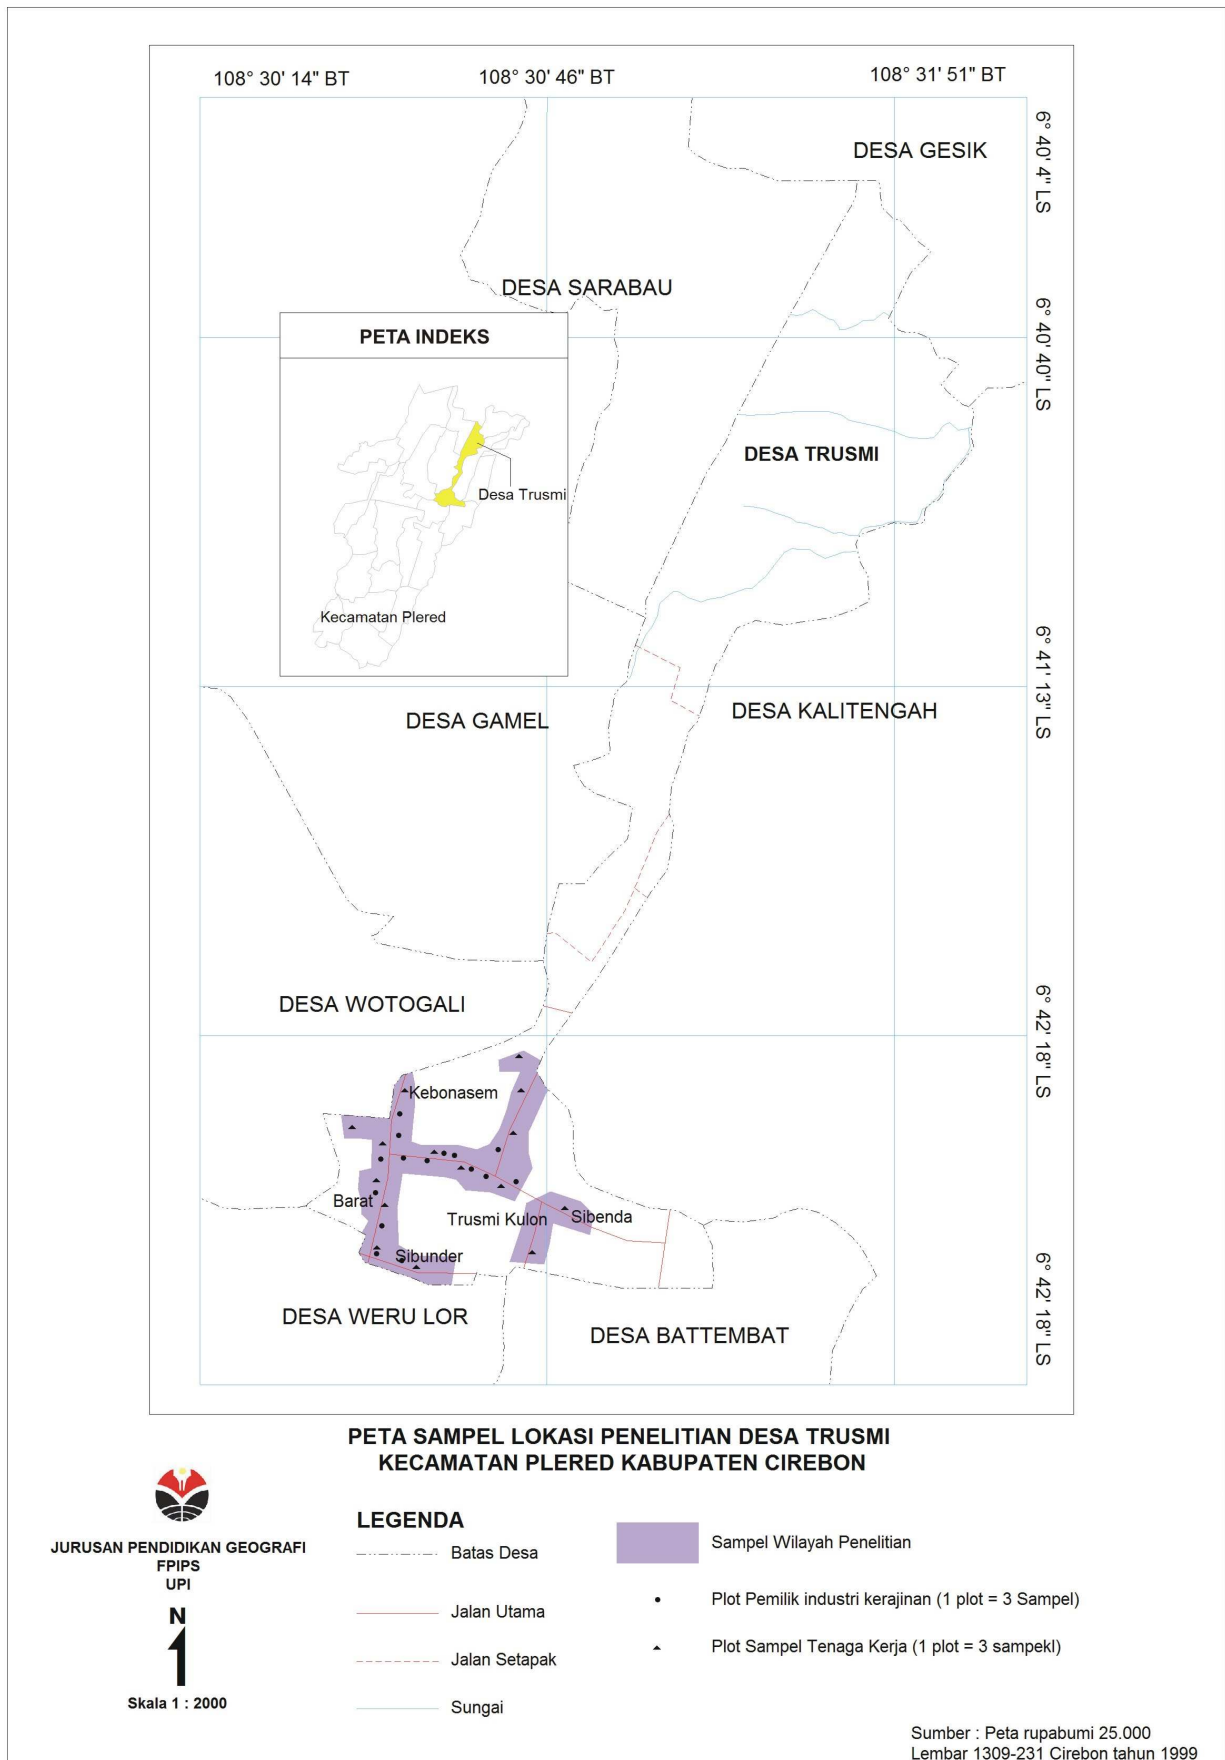 108° 30' 14" BT
108° 30' 46" BT
108° 31' 51" BT
6° 40' 4" LS
DESA GESIK
DESA SARABAU
6° 40' 40" LS
PETA INDEKS
DESA TRUSMI
Desa Trusmi
Kecamatan Plered
6° 41' 13" LS
DESA GAMEL
DESA KALITENGAH
DESA WOTOGALI
6° 42' 18" LS
Kebonasem
Barat
Trusmi Kulon
Sibenda
Sibunder
6° 42' 18" LS
DESA WERU LOR
DESA BATTEMBAT
PETA SAMPEL LOKASI PENELITIAN DESA TRUSMI
KECAMATAN PLERED KABUPATEN CIREBON
JURUSAN PENDIDIKAN GEOGRAFI
FPIPS
UPI
N
Skala 1 : 2000
LEGENDA
Batas Desa
Jalan Utama
Jalan Setapak
Sungai
Sampel Wilayah Penelitian
Plot Pemilik industri kerajinan (1 plot = 3 Sampel)
Plot Sampel Tenaga Kerja (1 plot = 3 sampekl)
Sumber : Peta rupabumi 25.000
Lembar 1309-231 Cirebon tahun 1999